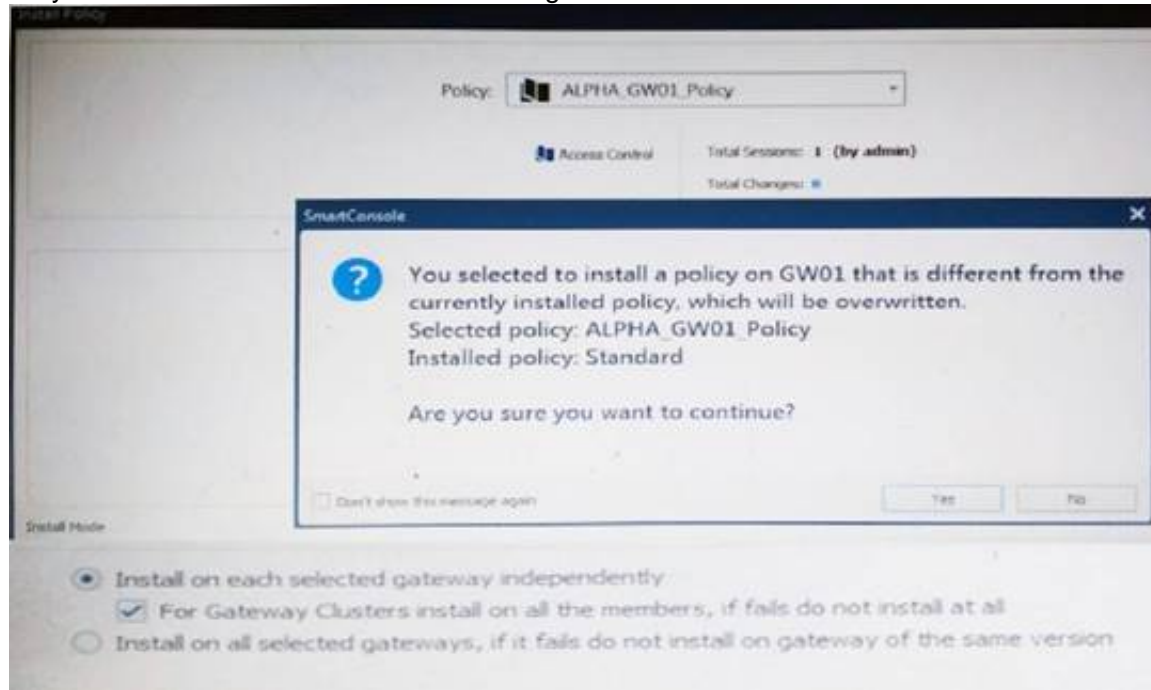 Install Policy
Policy:
ALPHA_GW01_Policy
Access Control
Total Sessions: 1 (by admin)
Total Changes:
SmartConsole
You selected to install a policy on GW01 that is different from the
currently installed policy, which will be overwritten.
Selected policy: ALPHA_GW01_Policy
Installed policy: Standard
Are you sure you want to continue?
Don't show this message again
Yes
No
Install Mode
Install on each selected gateway independently
For Gateway Clusters install on all the members, if fails do not install at all
Install on all selected gateways, if it fails do not install on gateway of the same version